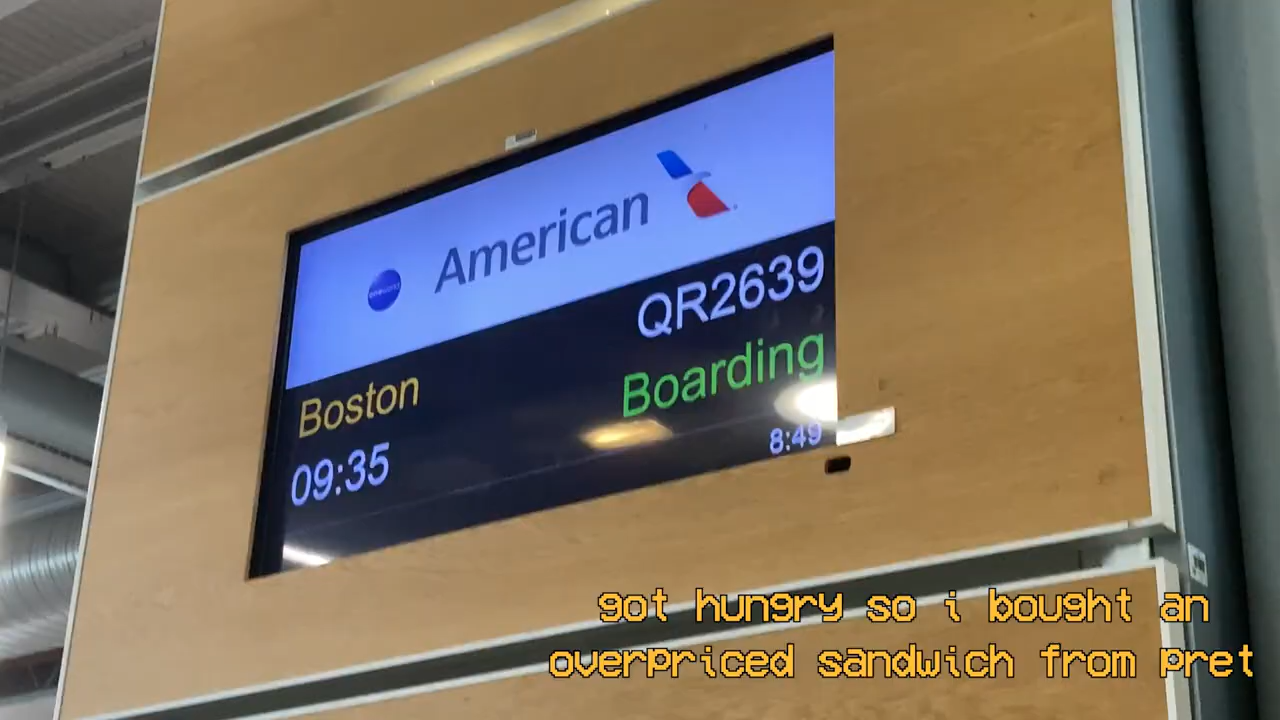 American
QR2639
Boston
Boarding
09:35
8:49
got hungry so i bought an
overpriced sandwich from pret